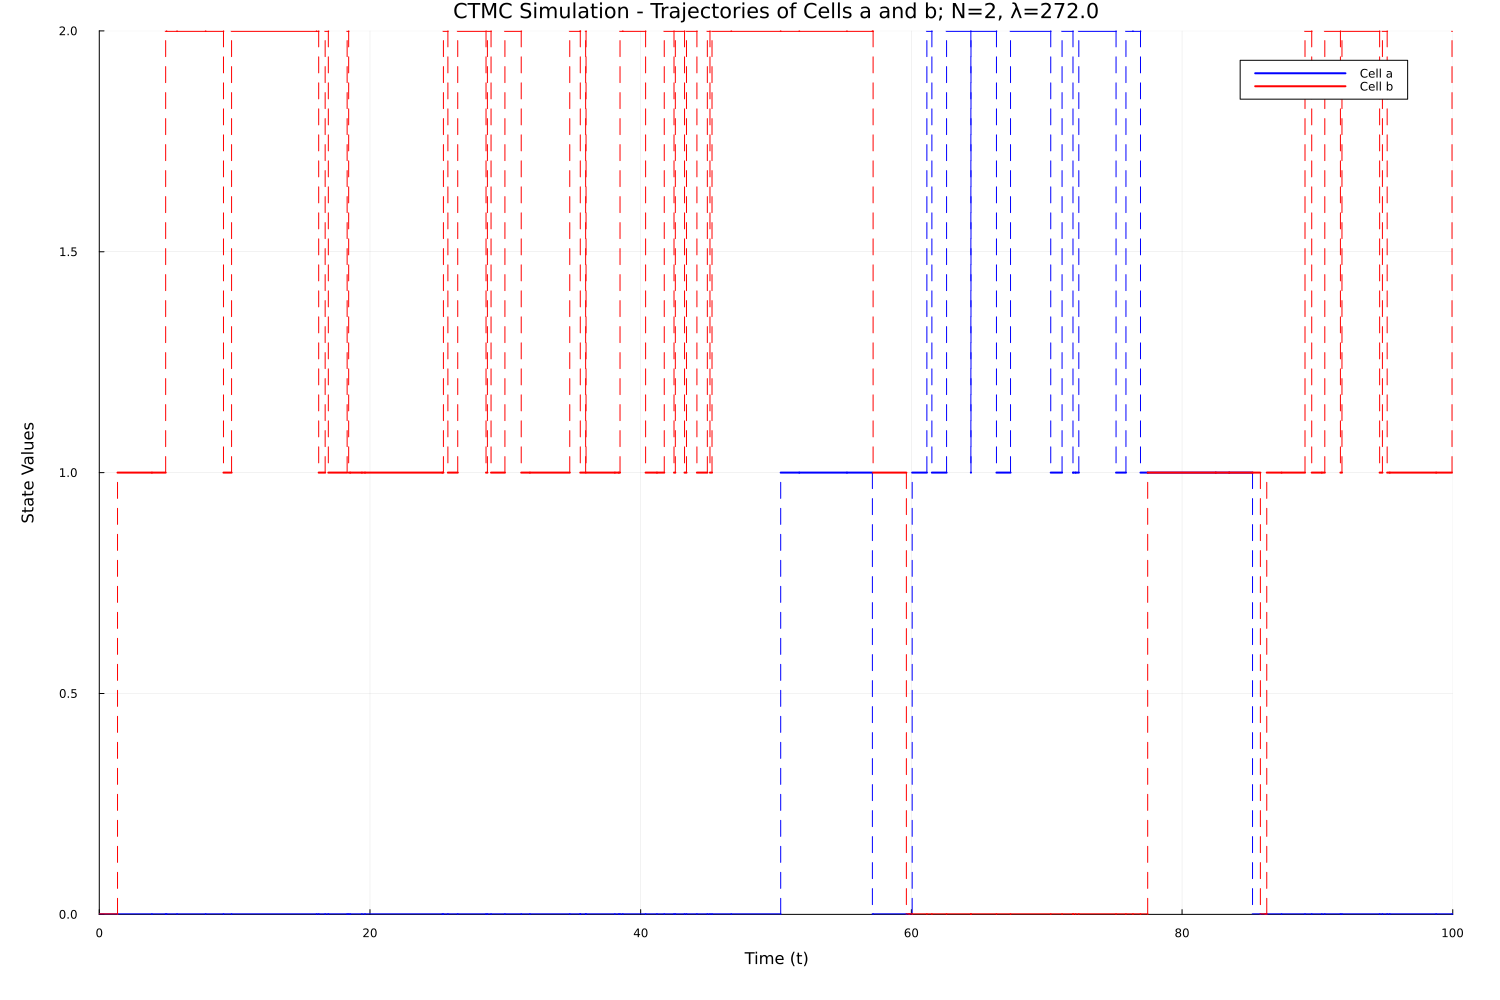 CTMC Simulation - Trajectories of Cells a and b; N=2, λ=272.0
Cell a
Cell b
2.0
1.5
1.0
0.5
0.0
State Values
0 20 40 60 80 100
Time (t)